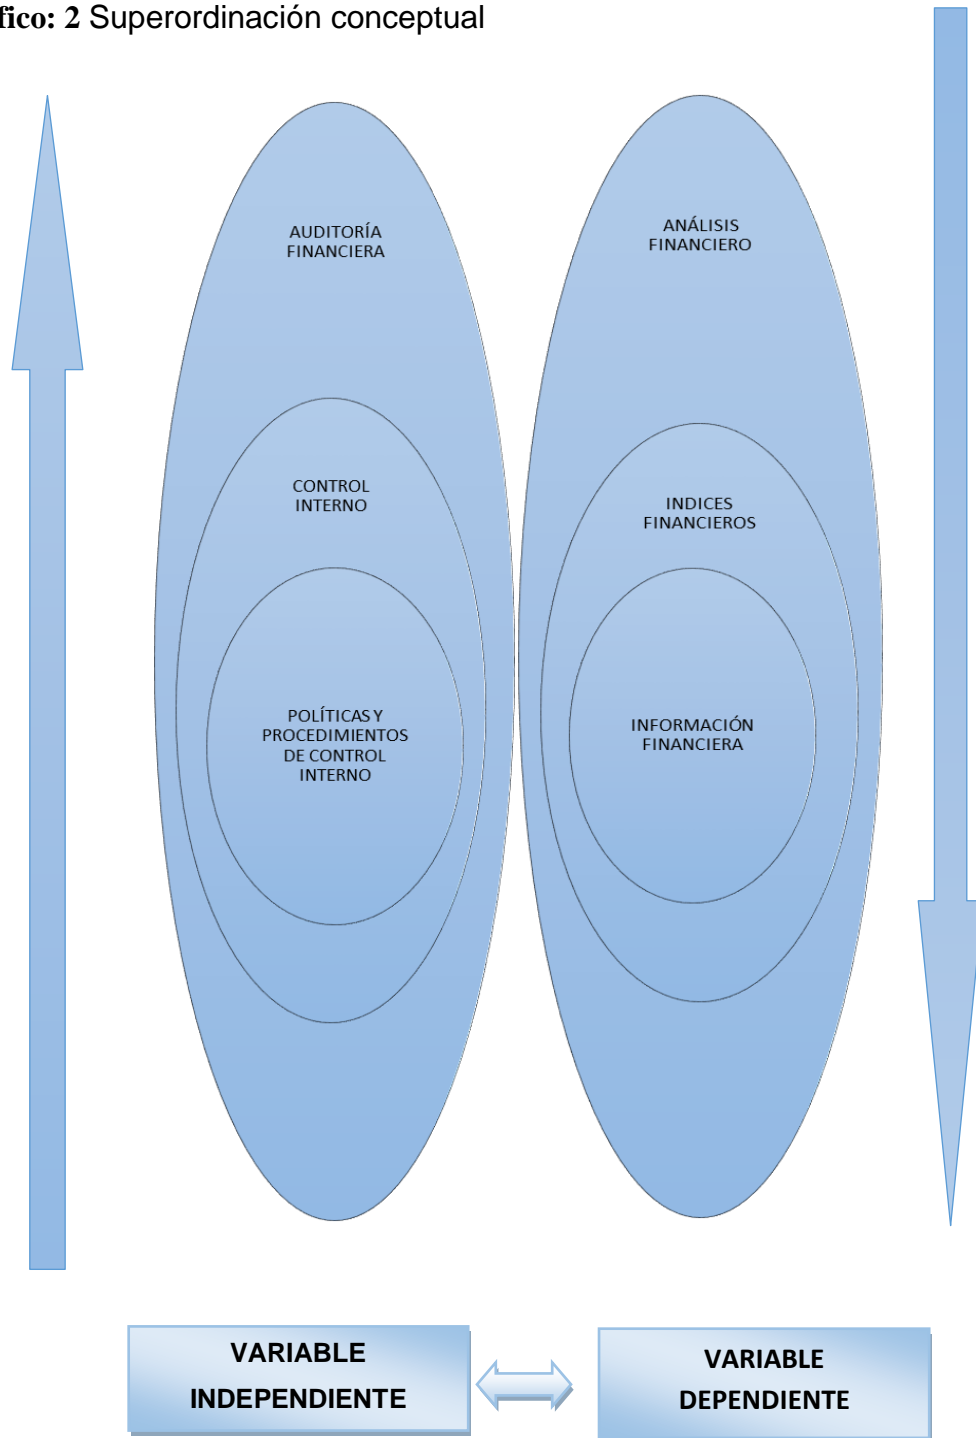 fico: 2 Superordinación conceptual
AUDITORÍA
FINANCIERA
CONTROL
INTERNO
POLÍTICAS Y
PROCEDIMIENTOS
DE CONTROL
INTERNO
ANÁLISIS
FINANCIERO
INDICES
FINANCIEROS
INFORMACIÓN
FINANCIERA
VARIABLE
INDEPENDIENTE
VARIABLE
DEPENDIENTE